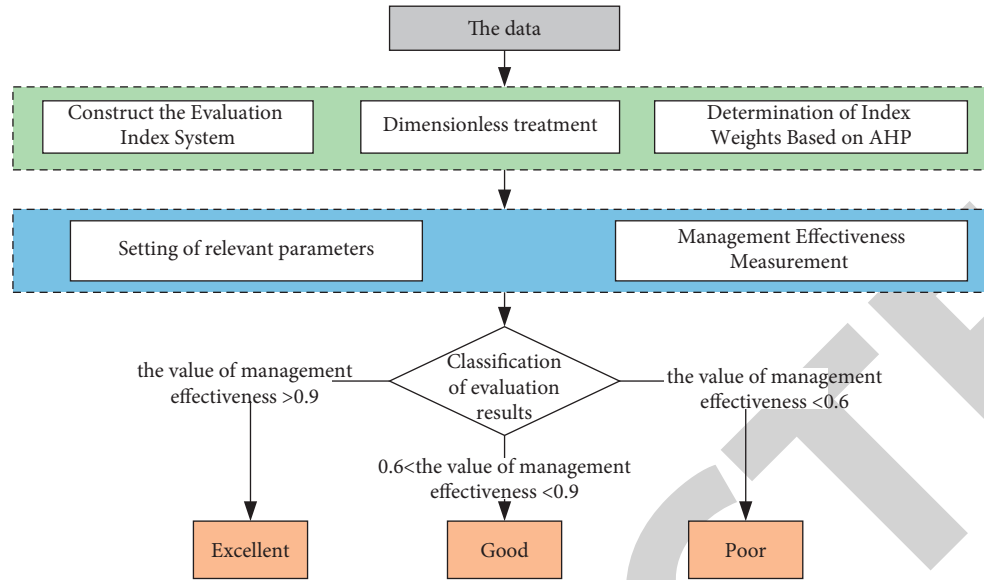 The data
Construct the Evaluation
Index System
Dimensionless treatment
Determination of Index
Weights Based on AHP
Setting of relevant parameters
Management Effectiveness
Measurement
Classification
of evaluation
results
the value of management
effectiveness >0.9
the value of management
effectiveness <0.6
0.6<the value of management
effectiveness <0.9
Excellent
Good
Poor